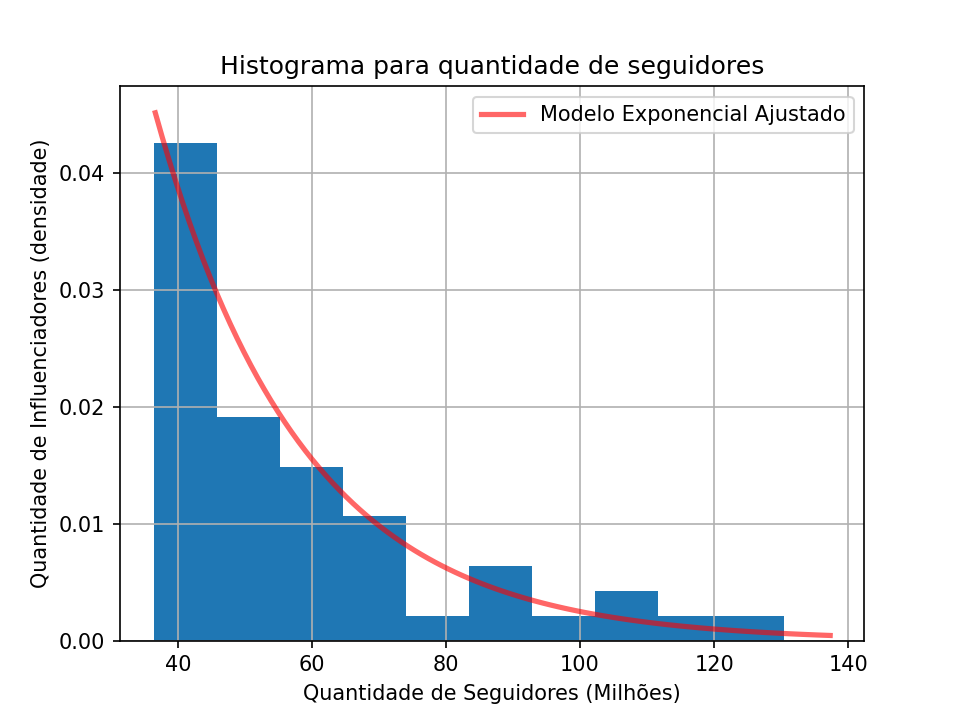 Histograma para quantidade de seguidores
Modelo Exponencial Ajustado
Quantidade de Influenciadores (densidade)
0.04
0.03
0.02
0.01
0.00
40 60 80 100 120 140
Quantidade de Seguidores (Milhões)